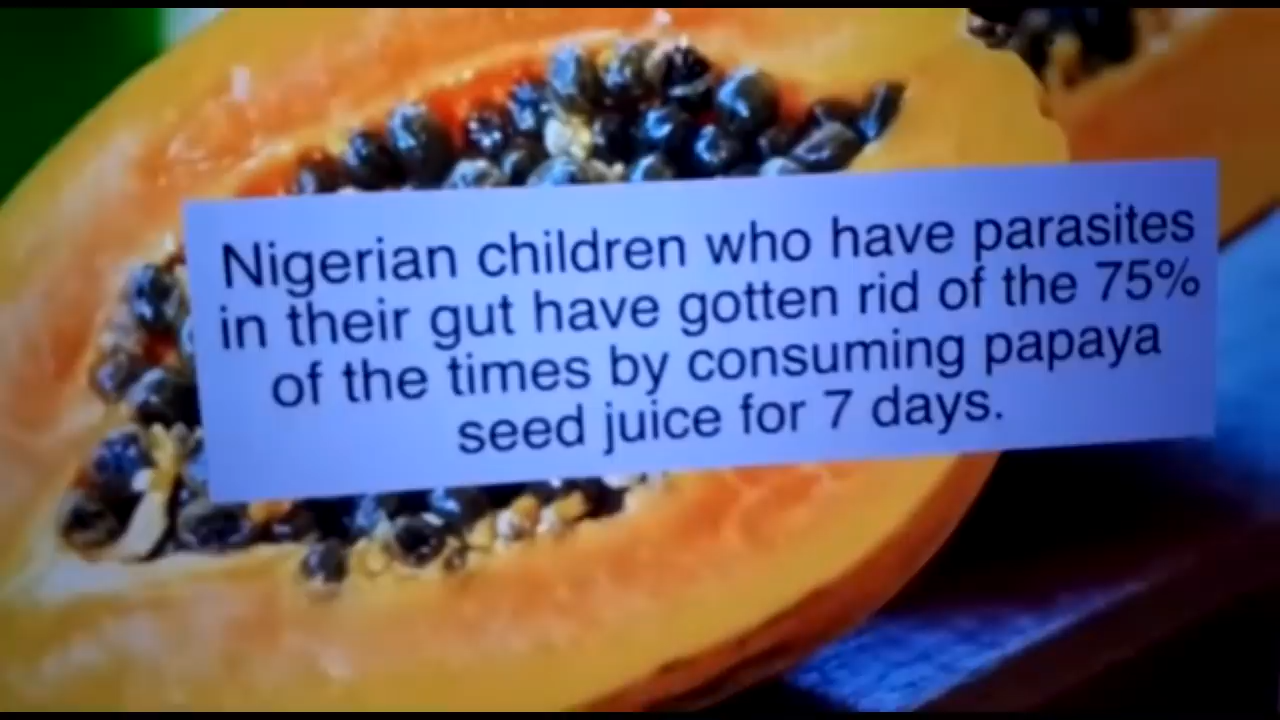 Nigerian children who have parasites
in their gut have gotten rid of the 75%
of the times by consuming papaya
seed juice for 7 days.